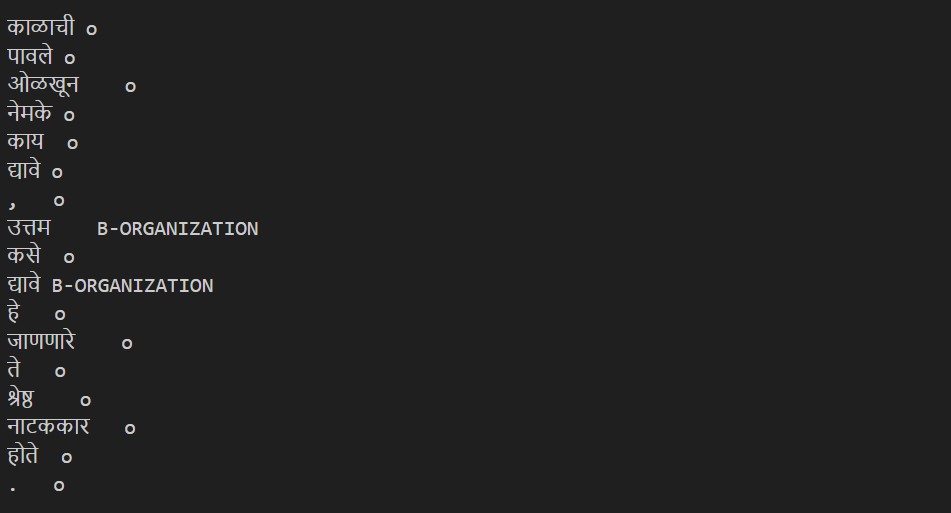 काळाची o
पावले o
ओळखून o
नेमके o
काय o
द्यावे o
, o
उत्तम B-ORGANIZATION
कसे o
द्यावे B-ORGANIZATION
हे o
जाणणारे o
ते o
श्रेष्ठ o
नाटककार o
होते o
. o